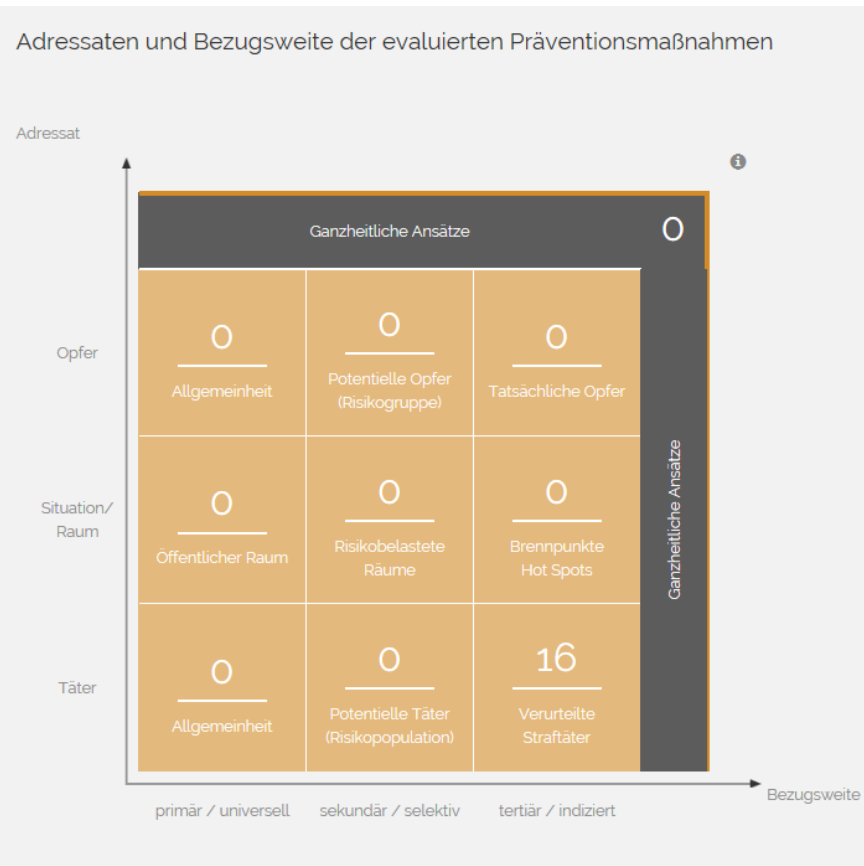 Adressaten und Bezugsweite der evaluierten Präventionsmaßnahmen
Adressat
Ganzheitliche Ansätze
0
Opfer
0
Allgemeinheit
0
Potentielle Opfer
(Risikogruppe)
0
Tatsächliche Opfer
Ganzheitliche Ansätze
Situation/
Raum
0
Öffentlicher Raum
0
Risikobelastete
Räume
0
Brennpunkte
Hot Spots
Täter
0
Allgemeinheit
0
Potentielle Täter
(Risikopopulation)
16
Verurteilte
Straftäter
primär / universell
sekundär / selektiv
tertiär / indiziert
Bezugsweite